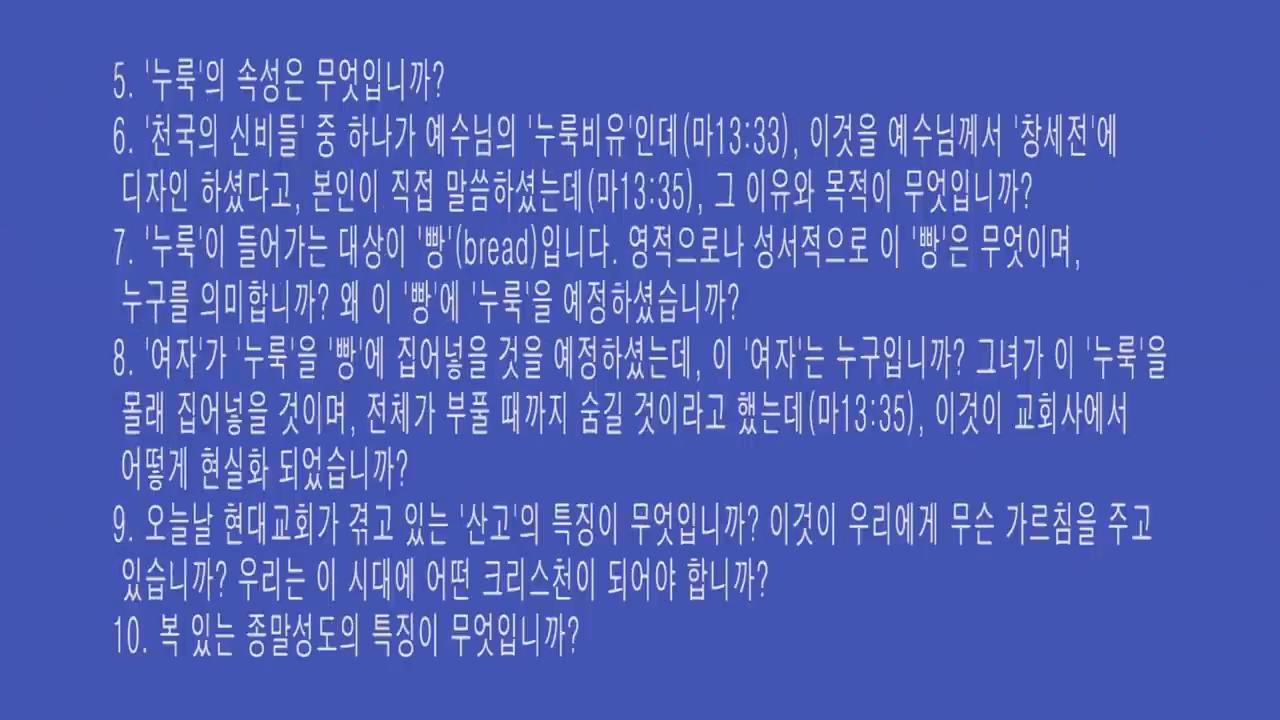 5. '누룩'의 속성은 무엇입니까?
6. '천국의 신비들' 중 하나가 예수님의 '누룩비유'인데(마13:33), 이것을 예수님께서 '창세전'에
디자인 하셨다고, 본인이 직접 말씀하셨는데(마13:35), 그 이유와 목적이 무엇입니까?
7. '누룩'이 들어가는 대상이 '빵'(bread)입니다. 영적으로나 성서적으로 이 '빵'은 무엇이며,
누구를 의미합니까? 왜 이 '빵'에 '누룩'을 예정하셨습니까?
8. '여자'가 '누룩'을 '빵'에 집어넣을 것을 예정하셨는데, 이 '여자'는 누구입니까? 그녀가 이 '누룩'을
몰래 집어넣을 것이며, 전체가 부풀 때까지 숨길 것이라고 했는데(마13:35), 이것이 교회사에서
어떻게 현실화 되었습니까?
9. 오늘날 현대교회가 겪고 있는 '산고'의 특징이 무엇입니까? 이것이 우리에게 무슨 가르침을 주고
있습니까? 우리는 이 시대에 어떤 크리스천이 되어야 합니까?
10. 복 있는 종말성도의 특징이 무엇입니까?